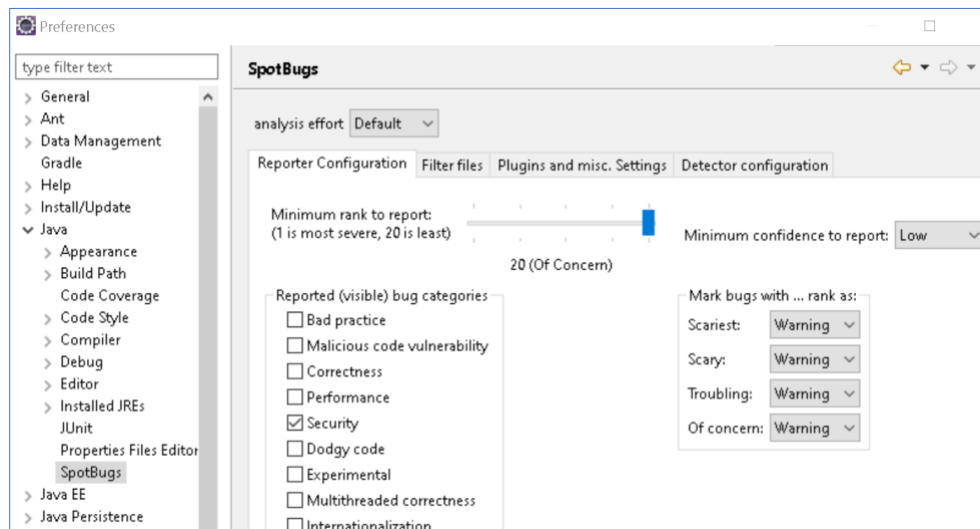 Preferences
type filter text
General
Ant
Data Management
Gradle
Help
Install/Update
Java
Appearance
Build Path
Code Coverage
Code Style
Compiler
Debug
Editor
Installed JREs
JUnit
Properties Files Editor
SpotBugs
Java EE
Java Persistence
SpotBugs
analysis effort Default
Reporter Configuration Filter files Plugins and misc. Settings Detector configuration
Minimum rank to report:
(1 is most severe, 20 is least)
20 (Of Concern)
Minimum confidence to report: Low
Reported (visible) bug categories
Bad practice
Malicious code vulnerability
Correctness
Performance
Security
Dodgy code
Experimental
Multithreaded correctness
Internationalization
Mark bugs with ... rank as:
Scariest: Warning
Scary: Warning
Troubling: Warning
Of concern: Warning